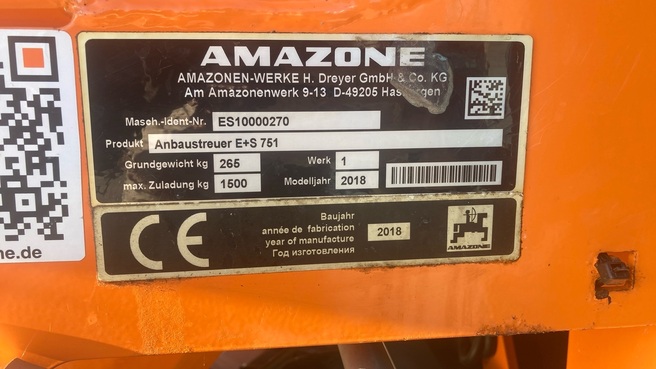 AMAZONE
AMAZONEN-WERKE H. Dreyer GmbH & Co. KG
Am Amazonenwerk 9-13 D-49205
Masch.-Ident-Nr. ES10000270
Produkt Anbaustreuer E+S 751
Grundgewicht kg 265 Werk 1
max. Zuladung kg 1500 Modelljahr 2018
CE
Baujahr
année de fabrication
year of manufacture
Год изготовления
2018
AMAZONE
ne.de